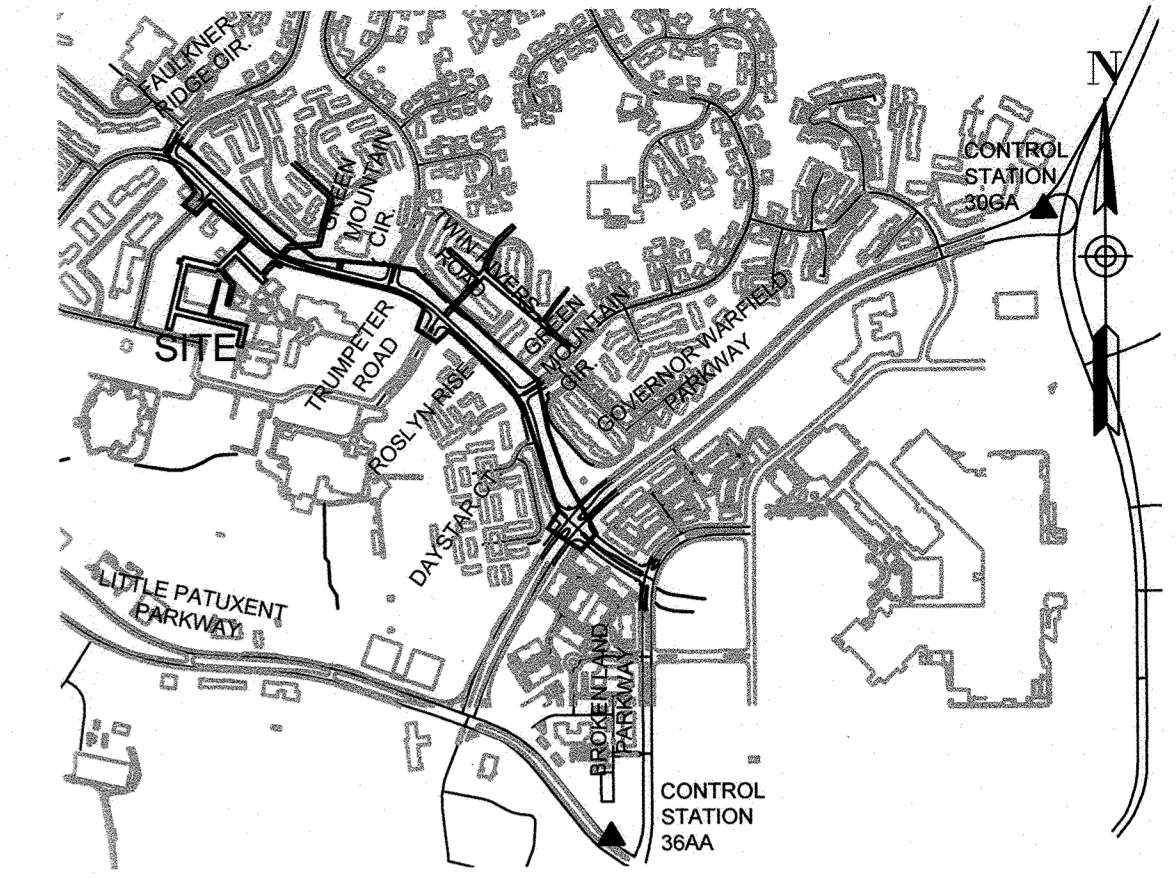 FAULKNER
RIDGE CIR.
N
CONTROL
STATION
30GA
GREEN
MOUNTAIN
CIR.
TWIN RIVERS
ROAD
GREEN
MOUNTAIN
CIR.
GOVERNOR WARFIELD
PARKWAY
SITE
TRUMPETER
ROAD
ROSLYN RISE
DAYSTAR CT.
LITTLE PATUXENT
PARKWAY
BROKEN LAND
PARKWAY
CONTROL
STATION
36AA